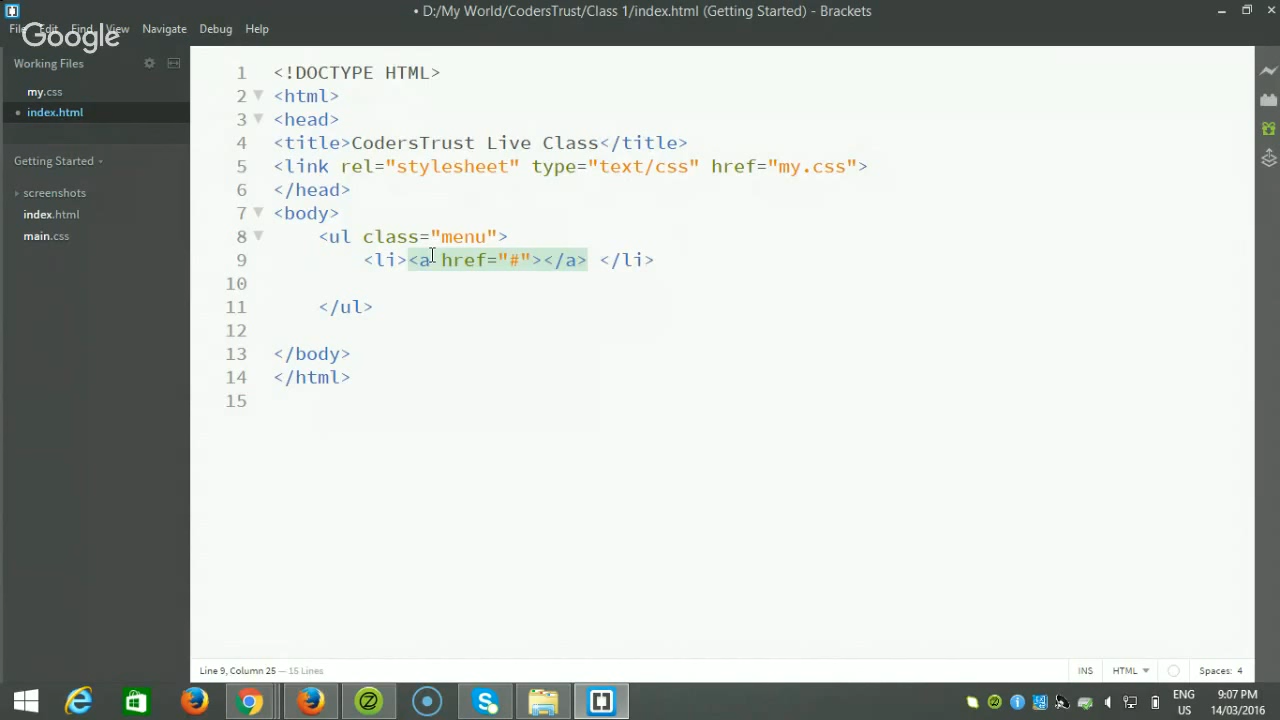 • D:/My World/CodersTrust/Class 1/index.html (Getting Started) - Brackets
File Edit Find View Navigate Debug Help
Google
Working Files
my.css
• index.html
Getting Started
screenshots
index.html
main.css
1 <!DOCTYPE HTML>
2 <html>
3 <head>
4 <title>CodersTrust Live Class</title>
5 <link rel="stylesheet" type="text/css" href="my.css">
6 </head>
7 <body>
8 <ul class="menu">
9 <li><a href="#"></a> </li>
10
11 </ul>
12
13 </body>
14 </html>
15
Line 9, Column 25 — 15 Lines
INS HTML Spaces: 4
ENG 9:07 PM
US 14/03/2016